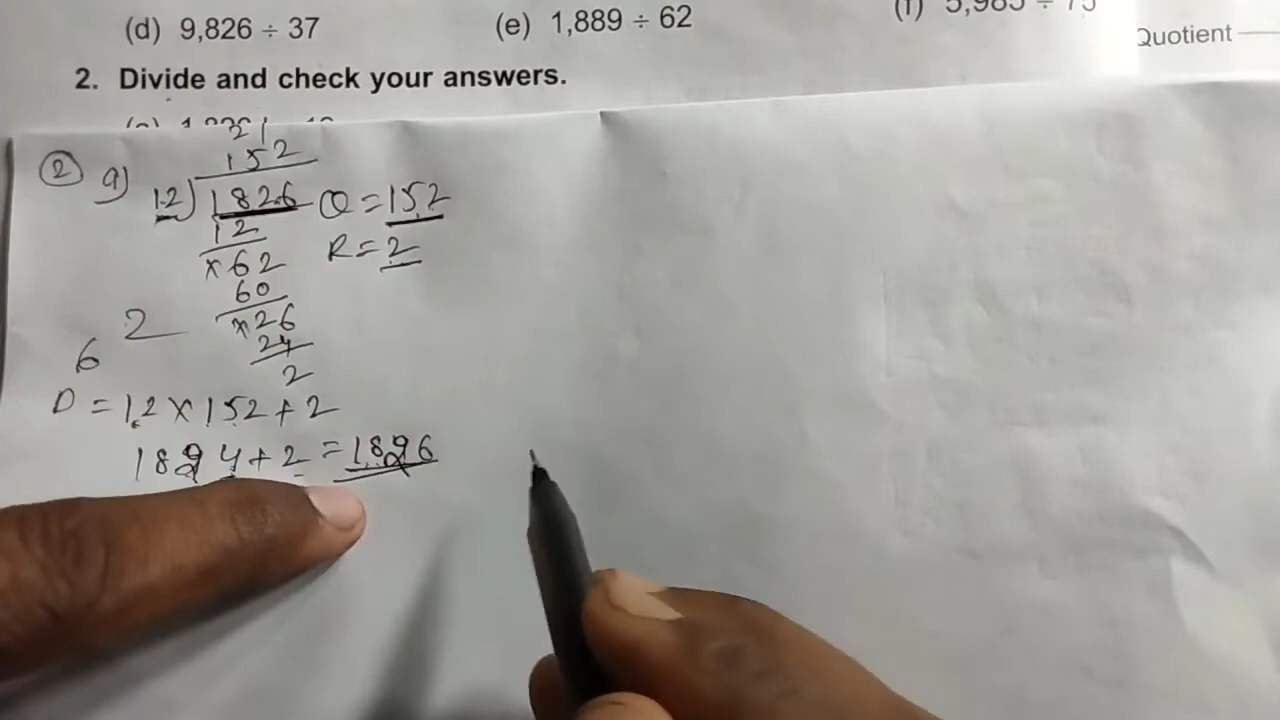 (d) 9,826 ÷ 37
(e) 1,889 ÷ 62
Quotient
2. Divide and check your answers.
21
152
② a) 12)1826 Q = 152
12 R = 2
×62
60
2 ×26
6 24
2
D = 12 × 152 + 2
1824 + 2 = 1826